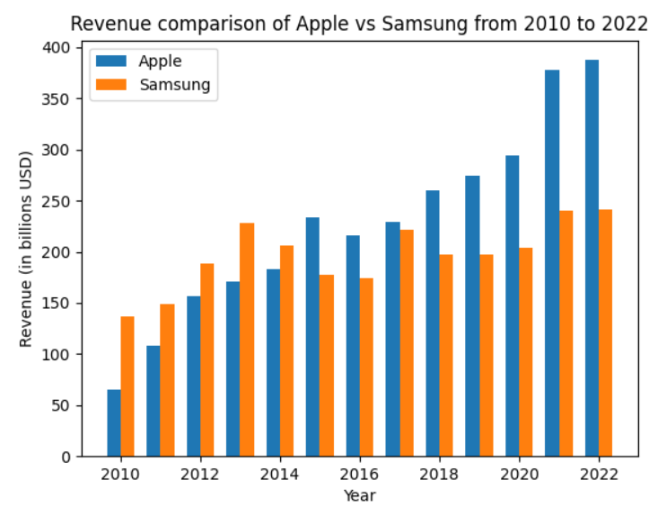 Revenue comparison of Apple vs Samsung from 2010 to 2022
Apple
Samsung
400
350
300
250
200
150
100
50
0
Revenue (in billions USD)
2010 2012 2014 2016 2018 2020 2022
Year